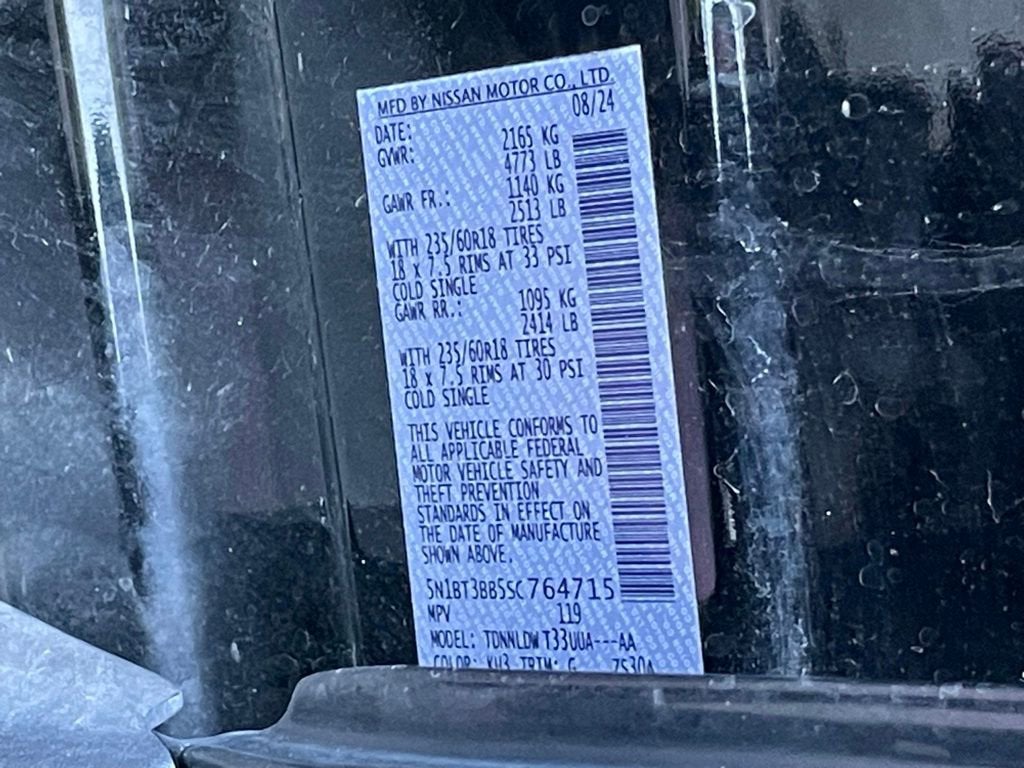 MFD BY NISSAN MOTOR CO., LTD.
DATE: 08/24
GVWR: 2165 KG
4773 LB
GAWR FR.: 1140 KG
2513 LB
WITH 235/60R18 TIRES
18 x 7.5 RIMS AT 33 PSI
COLD SINGLE
GAWR RR.: 1095 KG
2414 LB
WITH 235/60R18 TIRES
18 x 7.5 RIMS AT 30 PSI
COLD SINGLE
THIS VEHICLE CONFORMS TO
ALL APPLICABLE FEDERAL
MOTOR VEHICLE SAFETY AND
THEFT PREVENTION
STANDARDS IN EFFECT ON
THE DATE OF MANUFACTURE
SHOWN ABOVE.
5N1BT3BB5SC764715
MPV 119
MODEL: TDNNLDW T33UUA---AA
COLOR: KH3 TRIM: G